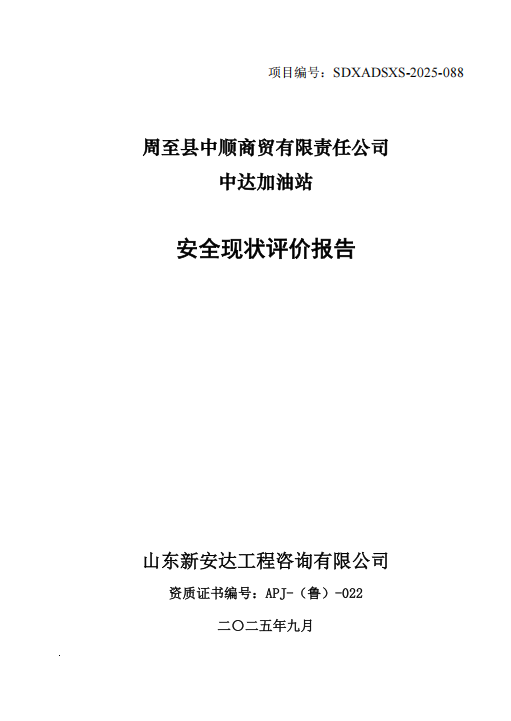 项目编号：SDXADSXS-2025-088
周至县中顺商贸有限责任公司
中达加油站
安全现状评价报告
山东新安达工程咨询有限公司
资质证书编号：APJ-（鲁）-022
二〇二五年九月